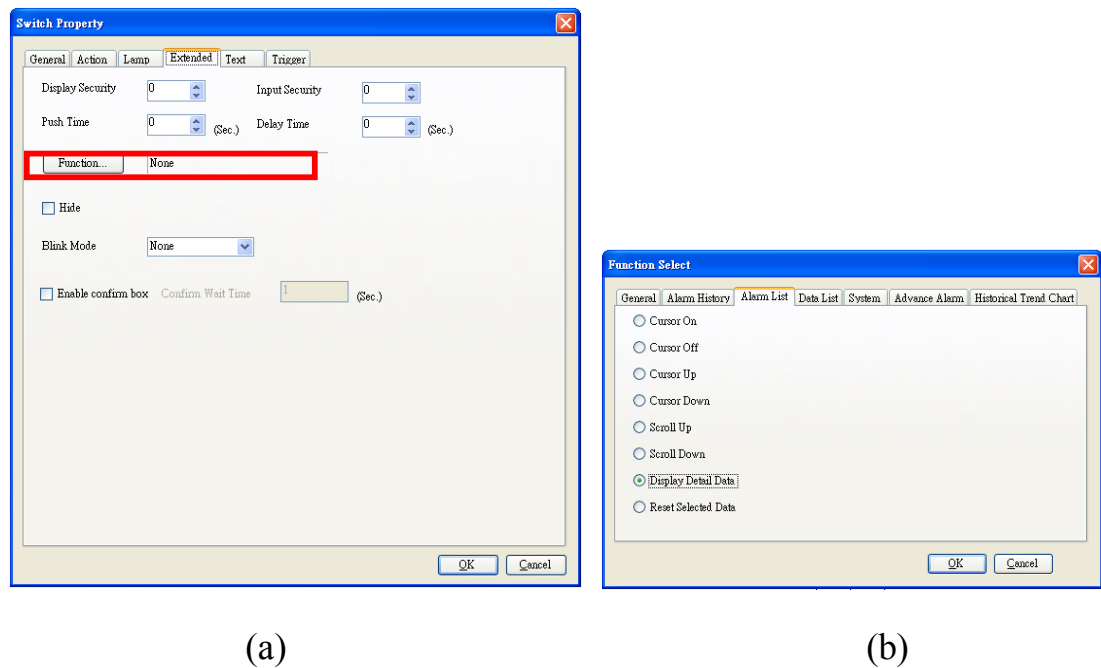 Switch Property
General Action Lamp Extended Text Trigger
Display Security 0 Input Security 0
Push Time 0 (Sec.) Delay Time 0 (Sec.)
Function... None
Hide
Blink Mode None
Enable confirm box Confirm Wait Time 1 (Sec.)
OK Cancel
(a)
Function Select
General Alarm History Alarm List Data List System Advance Alarm Historical Trend Chart
Cursor On
Cursor Off
Cursor Up
Cursor Down
Scroll Up
Scroll Down
Display Detail Data
Reset Selected Data
OK Cancel
(b)